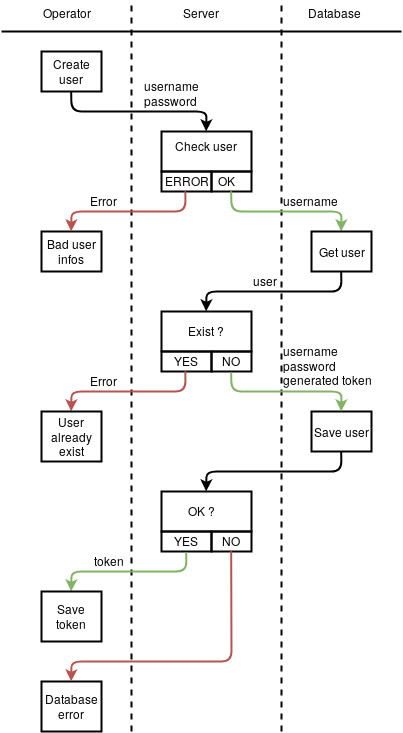 Operator
Server
Database
Create
user
username
password
Check user
ERROR
OK
Error
username
Bad user
infos
Get user
user
Exist ?
YES
NO
Error
username
password
generated token
User
already
exist
Save user
OK ?
YES
NO
token
Save
token
Database
error